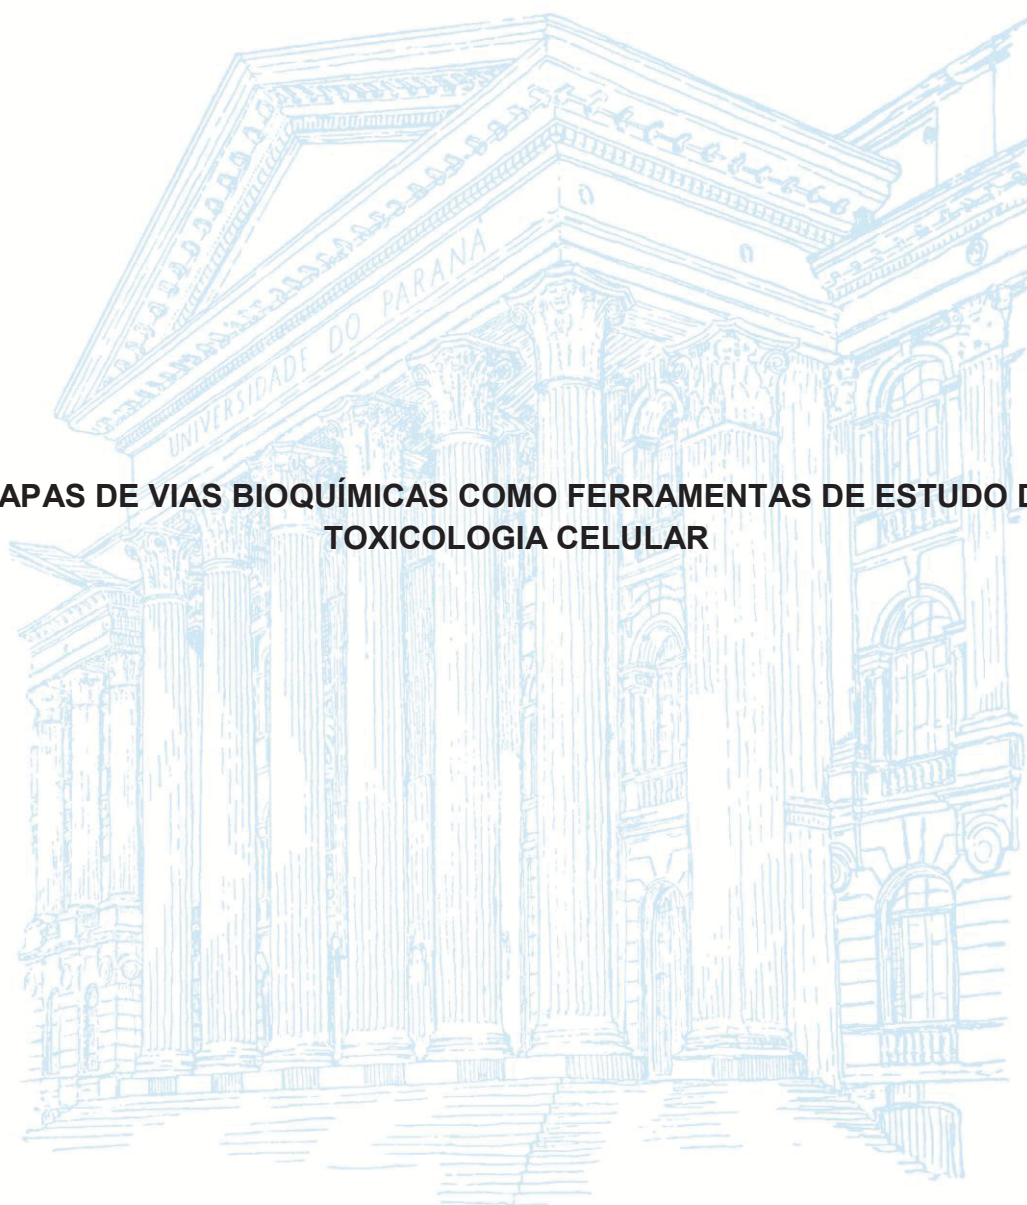 UNIVERSIDADE DO PARANÁ
APAS DE VIAS BIOQUÍMICAS COMO FERRAMENTAS DE ESTUDO
TOXICOLOGIA CELULAR